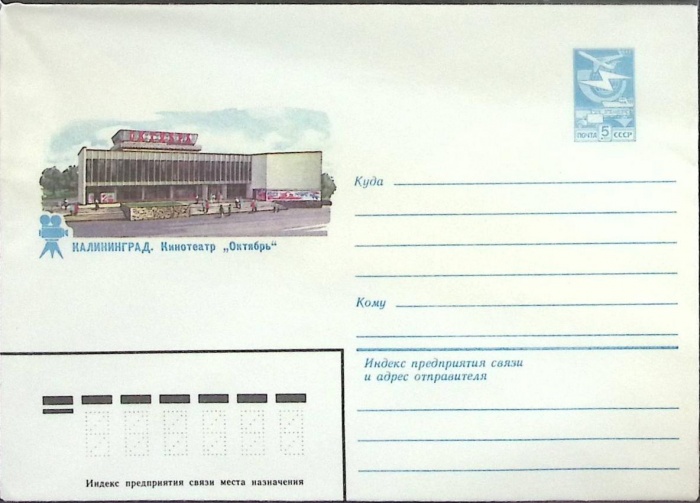 ПОЧТА 5 СССР
Куда
КАЛИНИНГРАД. Кинотеатр „Октябрь“
Кому
Индекс предприятия связи
и адрес отправителя
Индекс предприятия связи места назначения